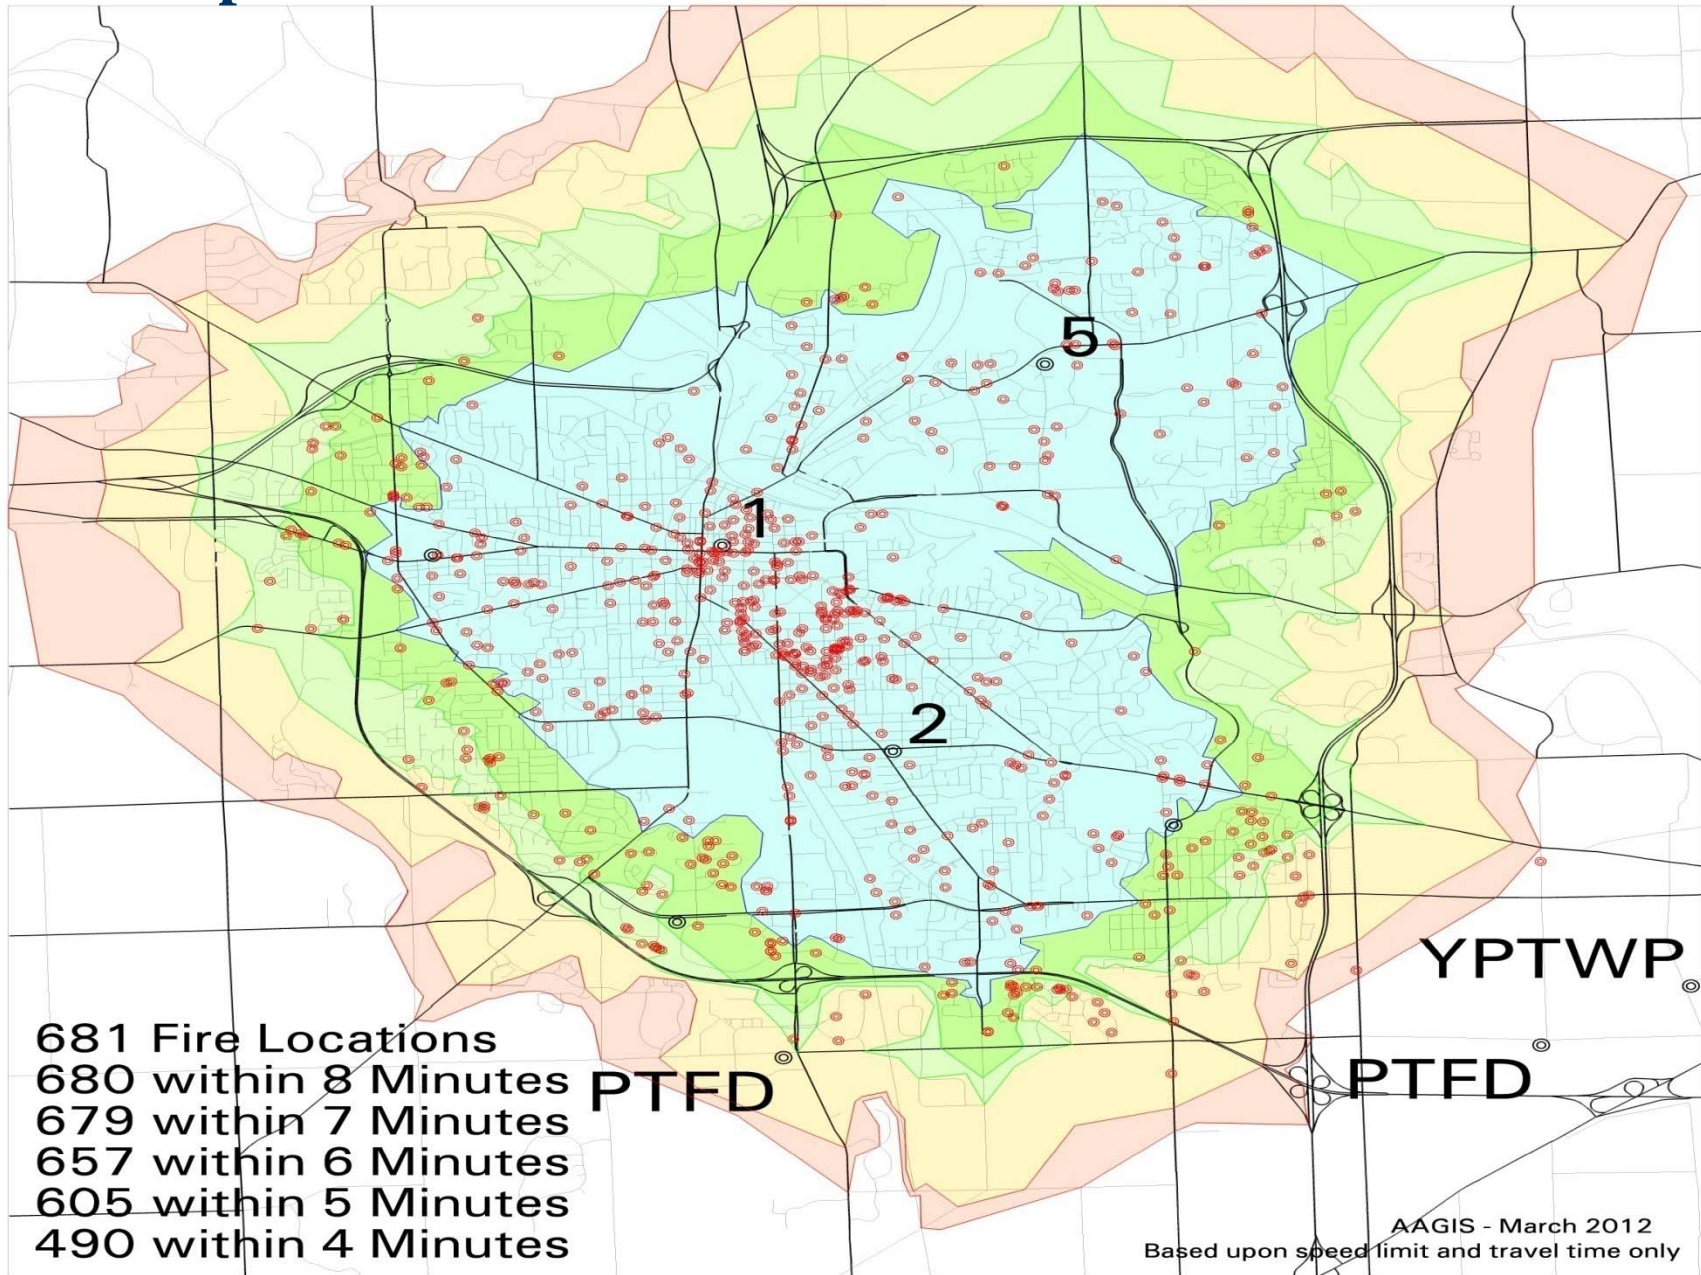 5
1
2
YPTWP
PTFD
PTFD
681 Fire Locations
680 within 8 Minutes
679 within 7 Minutes
657 within 6 Minutes
605 within 5 Minutes
490 within 4 Minutes
AAGIS - March 2012
Based upon speed limit and travel time only